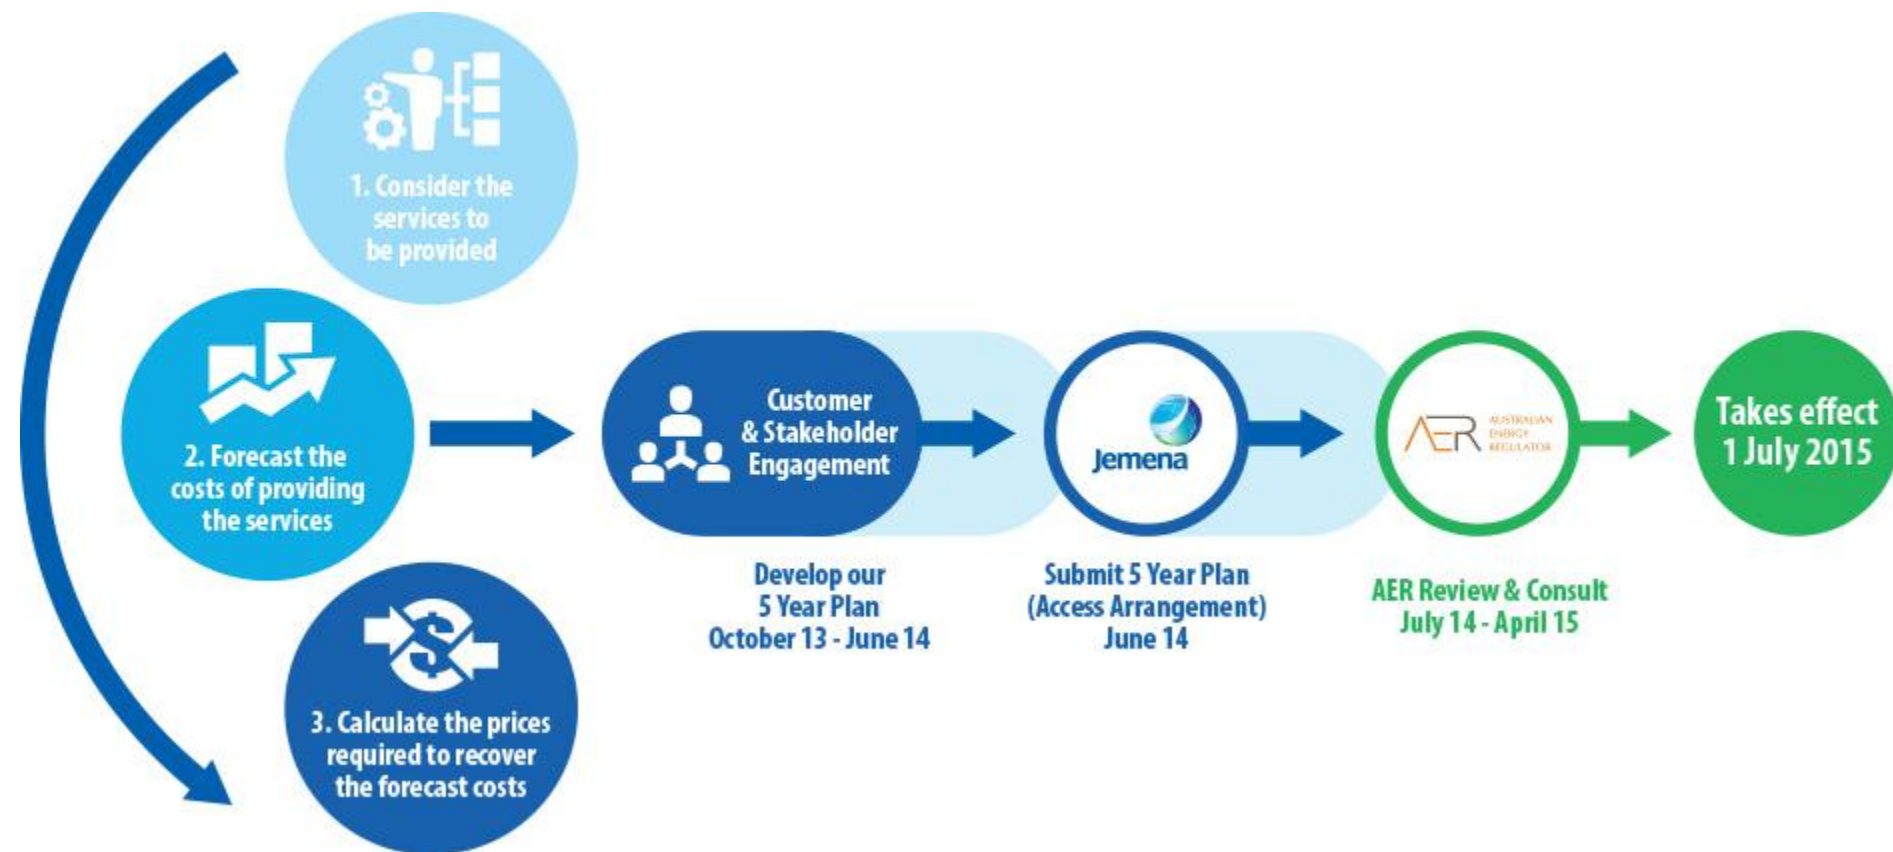 1. Consider the
services to
be provided
2. Forecast the
costs of providing
the services
3. Calculate the prices
required to recover
the forecast costs
Customer
& Stakeholder
Engagement
Develop our
5 Year Plan
October 13 - June 14
Jemena
Submit 5 Year Plan
(Access Arrangement)
June 14
AER
AUSTRALIAN
ENERGY
REGULATOR
AER Review & Consult
July 14 - April 15
Takes effect
1 July 2015